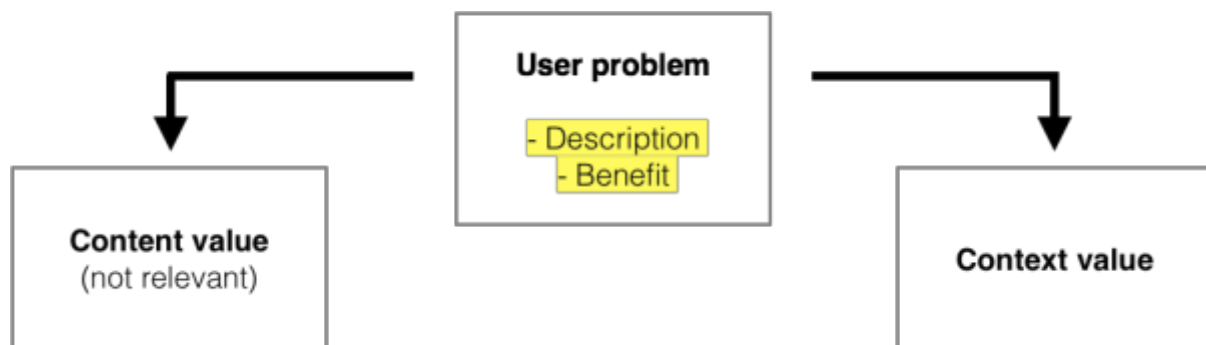 User problem
- Description
- Benefit
Content value
(not relevant)
Context value